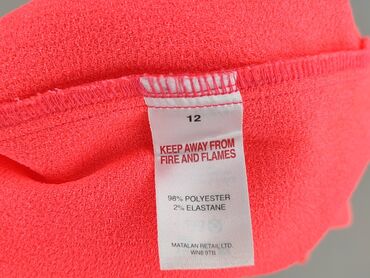 12
KEEP AWAY FROM
FIRE AND FLAMES
98% POLYESTER
2% ELASTANE
MATALAN RETAIL LTD.
WN8 9TB